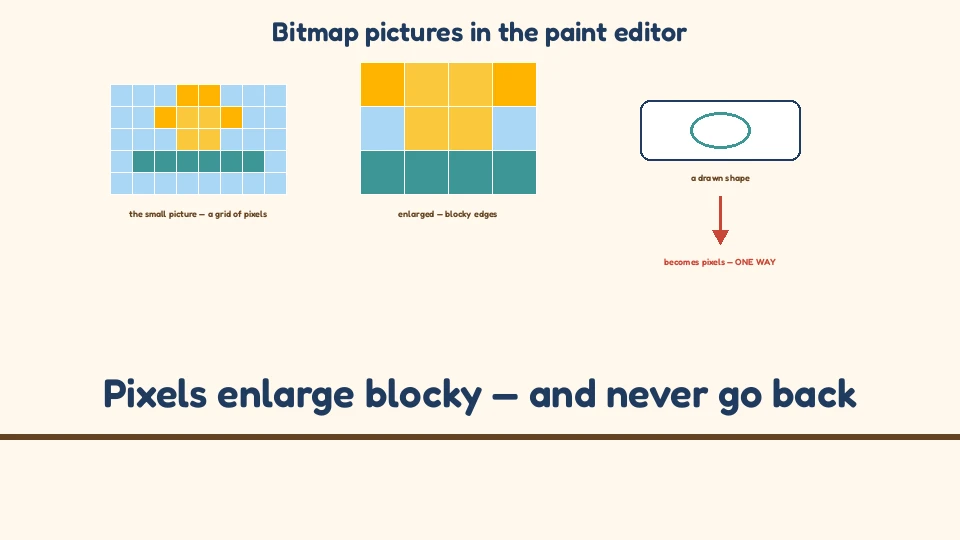 Bitmap pictures in the paint editor
the small picture — a grid of pixels
enlarged — blocky edges
a drawn shape
becomes pixels — ONE WAY
Pixels enlarge blocky — and never go back